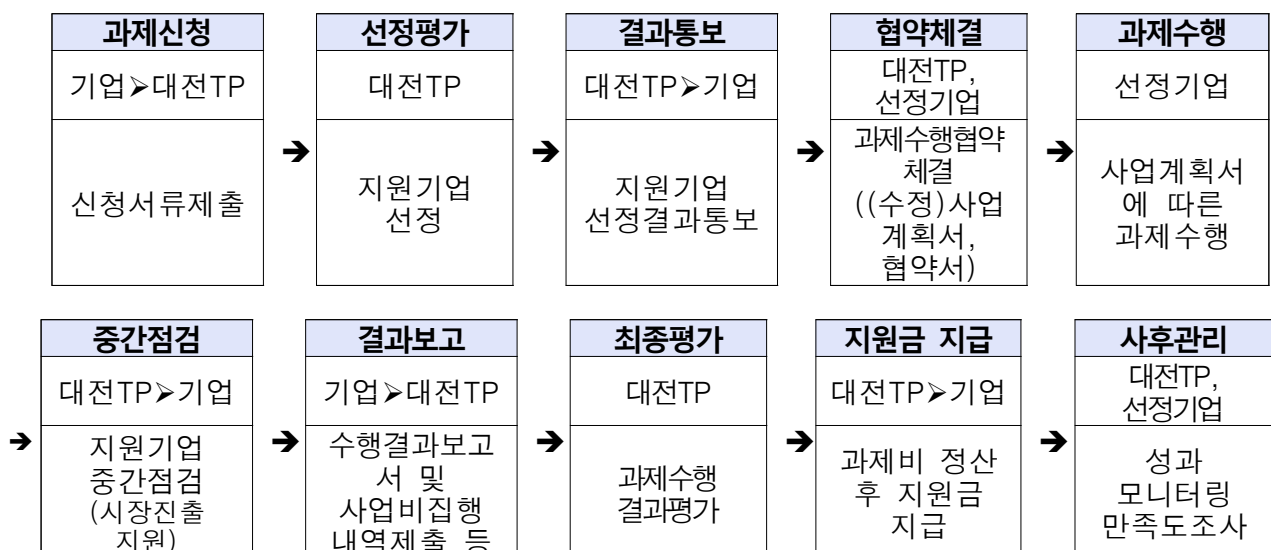 과제신청
기업➢대전TP
신청서류제출
➔
선정평가
대전TP
지원기업
선정
➔
결과통보
대전TP➢기업
지원기업
선정결과통보
➔
협약체결
대전TP,
선정기업
과제수행협약
체결
((수정)사업
계획서,
협약서)
➔
과제수행
선정기업
사업계획서
에 따른
과제수행
➔
중간점검
대전TP➢기업
지원기업
중간점검
(시장진출
지원)
➔
결과보고
기업➢대전TP
수행결과보고
서 및
사업비집행
내역제출 등
➔
최종평가
대전TP
과제수행
결과평가
➔
지원금 지급
대전TP➢기업
과제비 정산
후 지원금
지급
➔
사후관리
대전TP,
선정기업
성과
모니터링
만족도조사